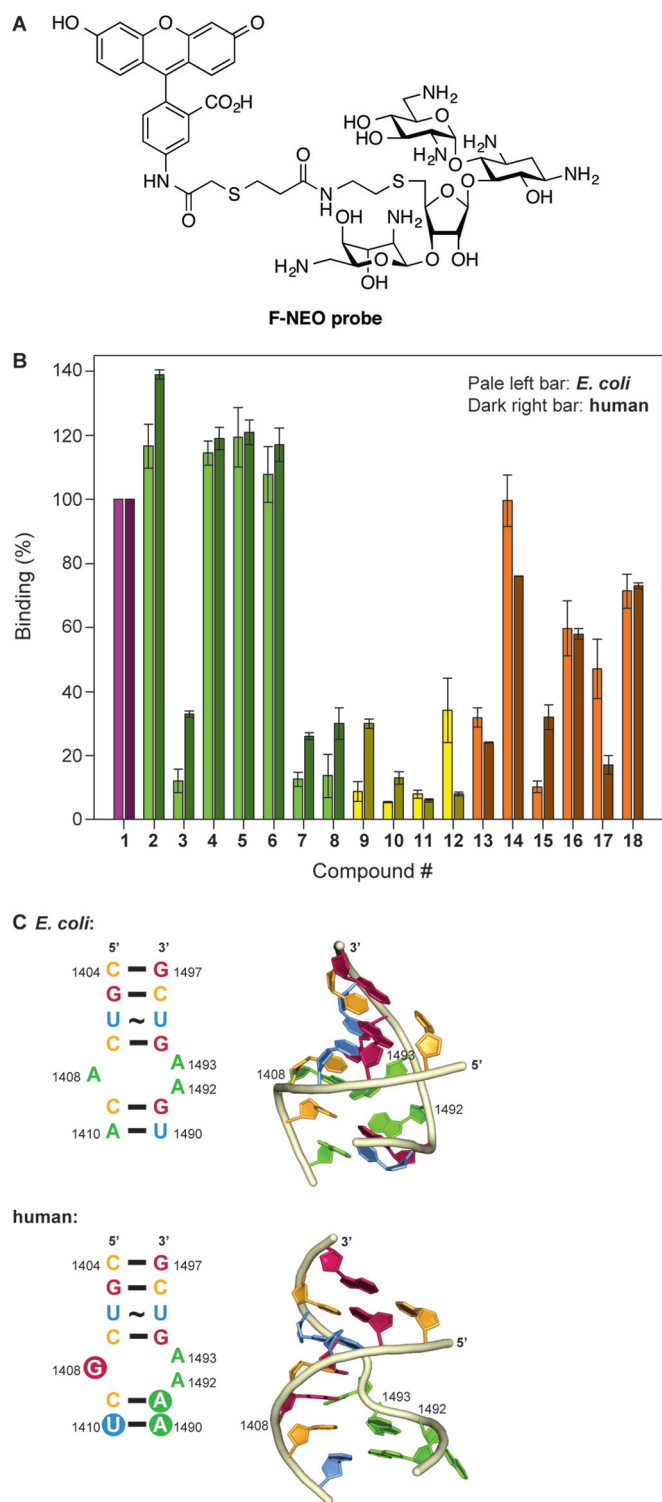 A
HO
O
O
CO₂H
NH₂
HO
O
HO
NH₂
NH₂
O
NH₂
HN
S
O
N
H
S
O
O
O
HO
OH
OH
NH₂
O
H₂N
O
O
OH
OH
F-NEO probe
B
Pale left bar: E. coli
Dark right bar: human
Binding (%)
140
120
100
80
60
40
20
0
1 2 3 4 5 6 7 8 9 10 11 12 13 14 15 16 17 18
Compound #
C E. coli:
5’ 3’
1404 C G 1497
G C
U ~ U
C G
A 1493
1408 A
A 1492
C G
1410 A U 1490
3’
1493
1408
5’
1492
human:
5’ 3’
1404 C G 1497
G C
U ~ U
C G
A 1493
1408 G
A 1492
C A
1410 U A 1490
3’
5’
1493
1492
1408